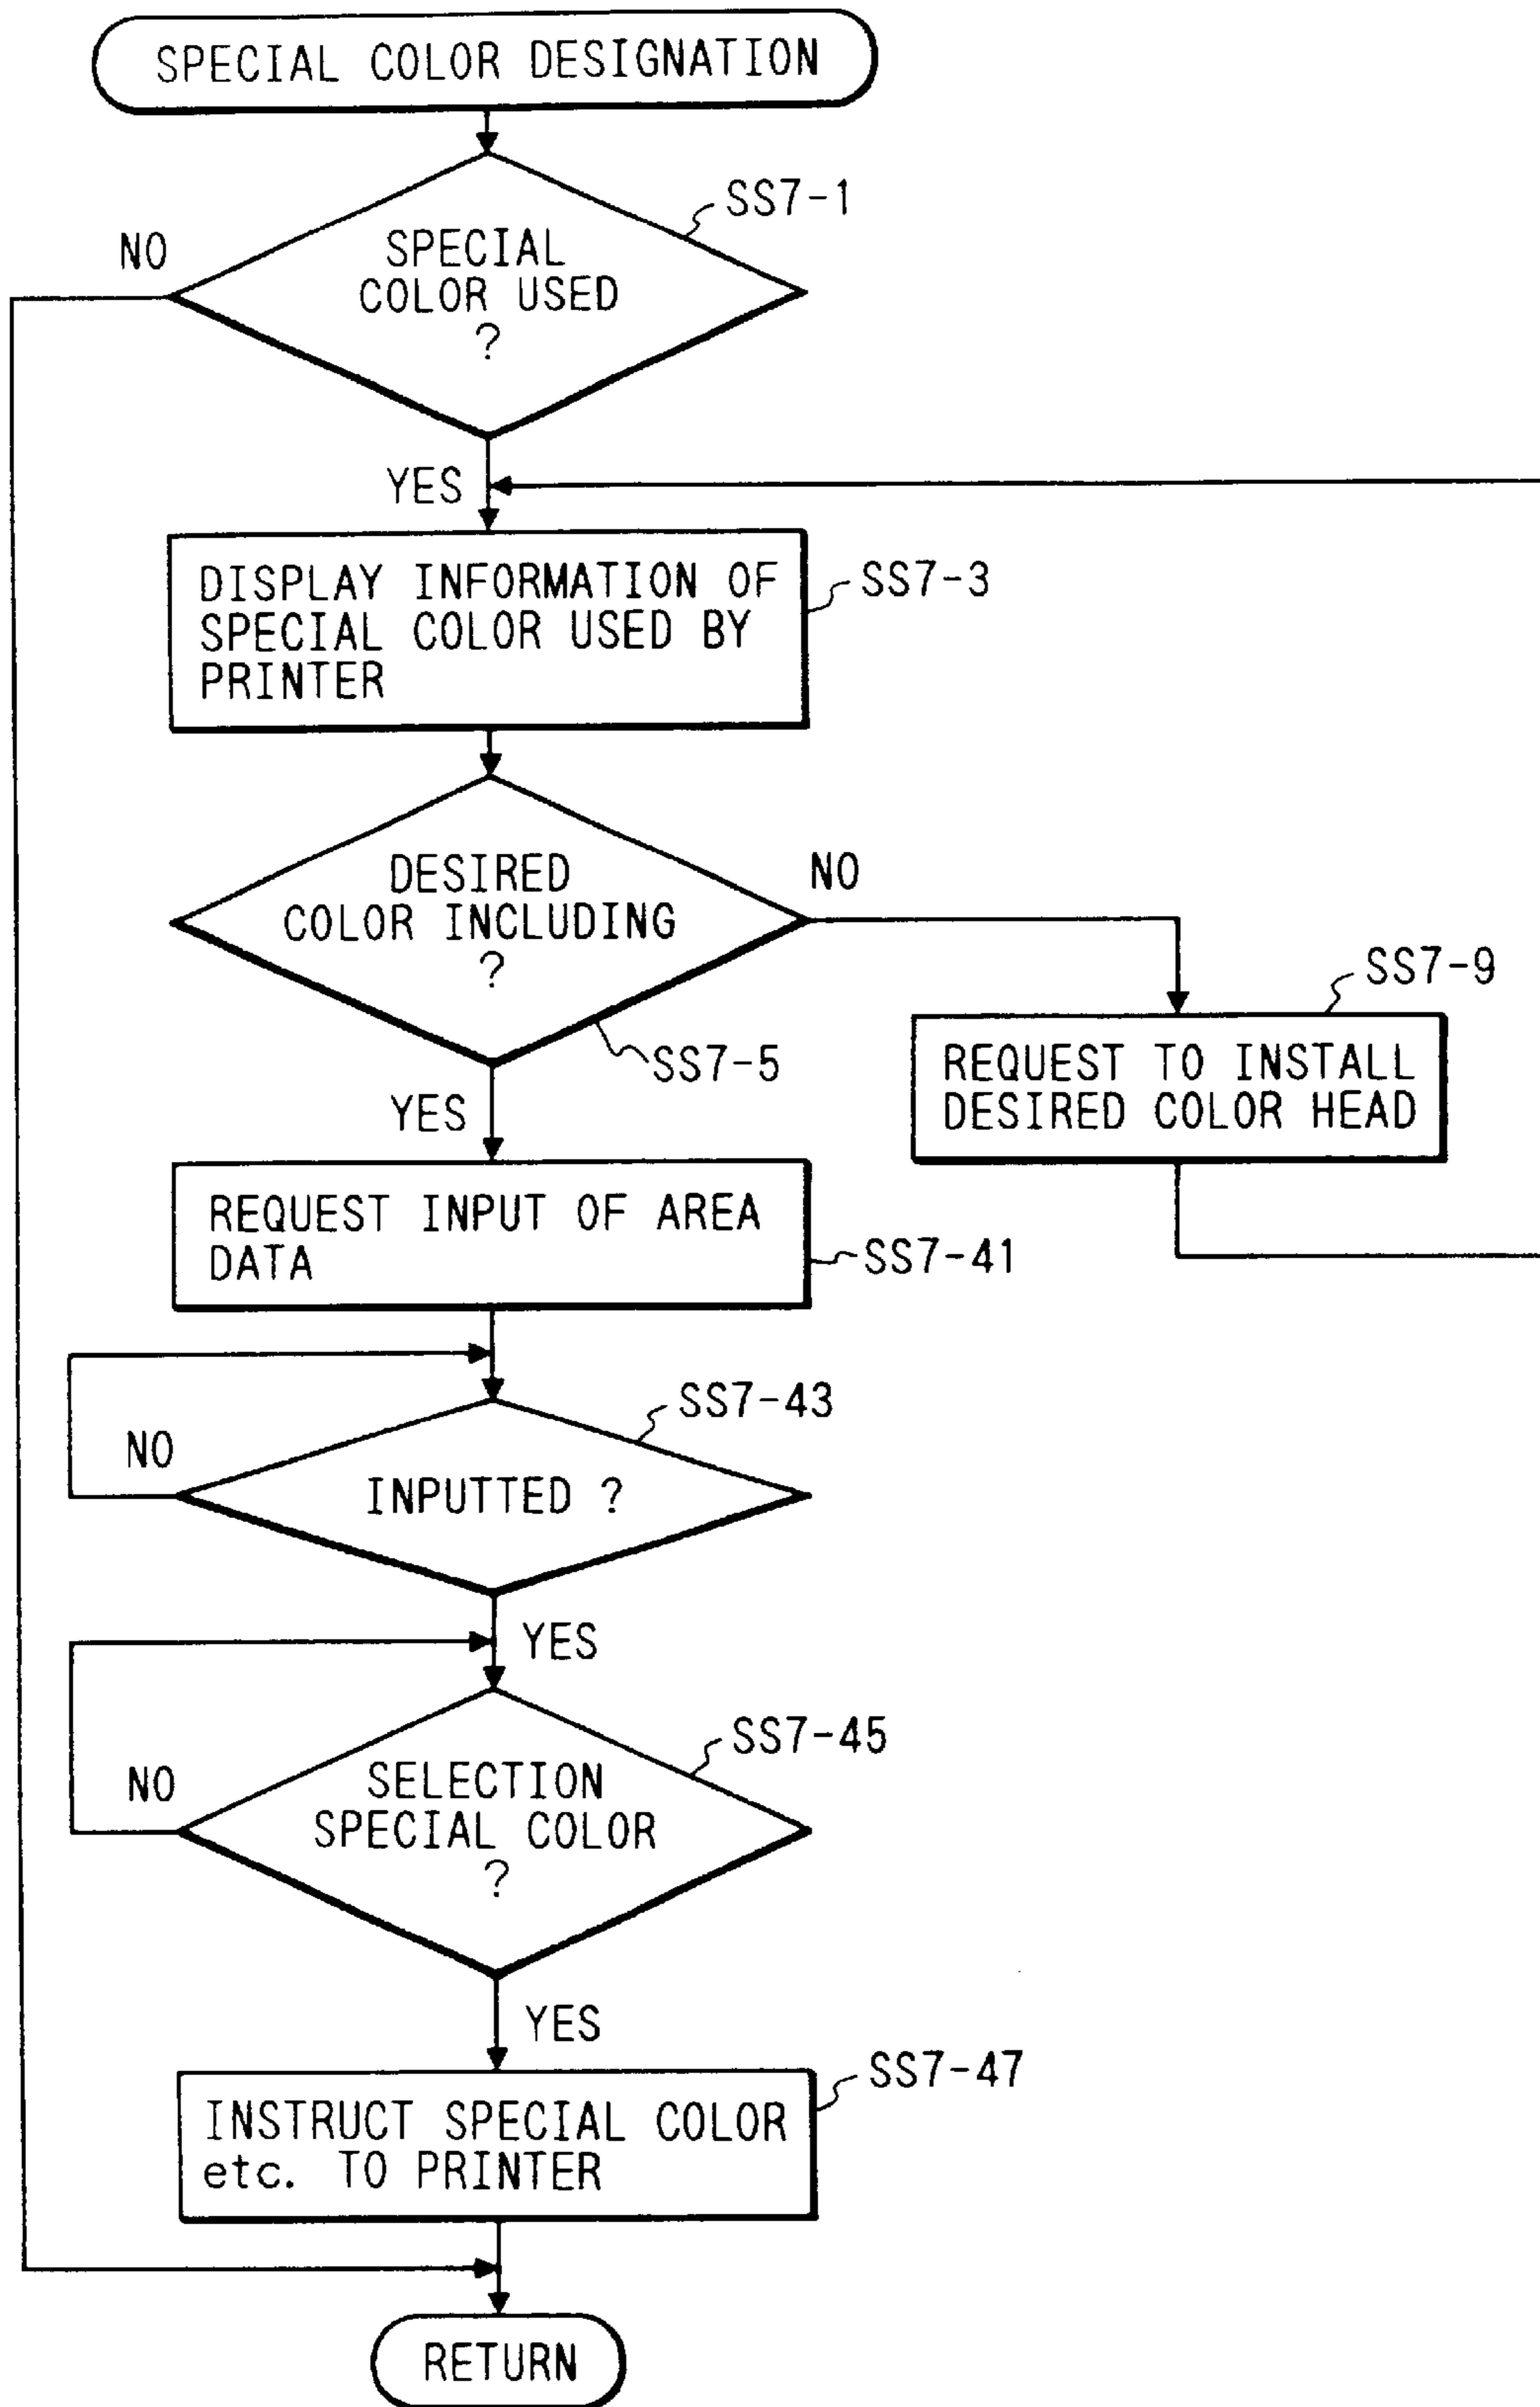 SPECIAL COLOR DESIGNATION
SS7-1
NO
SPECIAL
COLOR USED
?
YES
DISPLAY INFORMATION OF
SPECIAL COLOR USED BY
PRINTER
SS7-3
DESIRED
COLOR INCLUDING
?
NO
SS7-5
SS7-9
REQUEST TO INSTALL
DESIRED COLOR HEAD
YES
REQUEST INPUT OF AREA
DATA
SS7-41
SS7-43
NO
INPUTTED ?
YES
SS7-45
NO
SELECTION
SPECIAL COLOR
?
YES
SS7-47
INSTRUCT SPECIAL COLOR
etc. TO PRINTER
RETURN